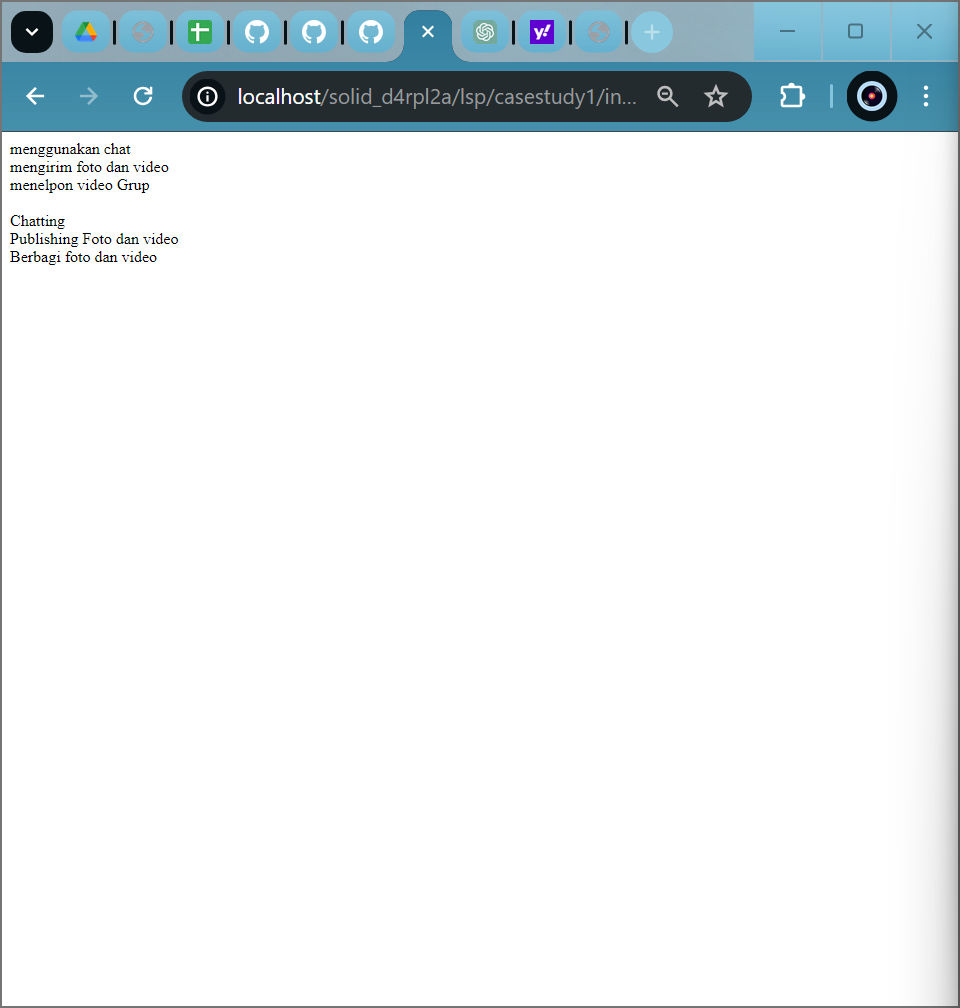 y!
localhost/solid_d4rpl2a/lsp/casestudy1/in...
menggunakan chat
mengirim foto dan video
menelpon video Grup
Chatting
Publishing Foto dan video
Berbagi foto dan video